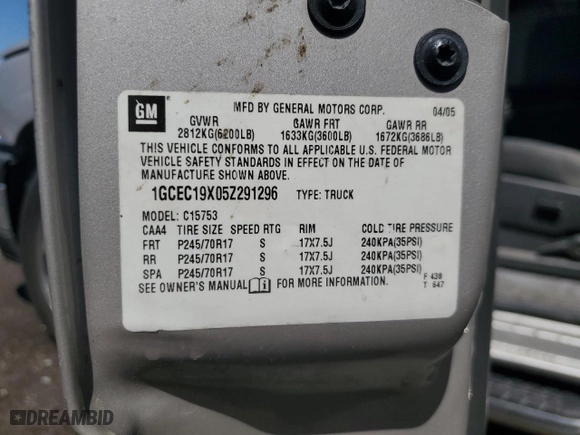 GM
MFD BY GENERAL MOTORS CORP. 04/05
GVWR GAWR FRT GAWR RR
2812KG(6200LB) 1633KG(3600LB) 1672KG(3686LB)
THIS VEHICLE CONFORMS TO ALL APPLICABLE U.S. FEDERAL MOTOR
VEHICLE SAFETY STANDARDS IN EFFECT ON THE DATE OF
MANUFACTURE SHOWN ABOVE.
1GCEC19X05Z291296 TYPE: TRUCK
MODEL: C15753
CAA4 TIRE SIZE SPEED RTG RIM COLD TIRE PRESSURE
FRT P245/70R17 S 17X7.5J 240KPA(35PSI)
RR P245/70R17 S 17X7.5J 240KPA(35PSI)
SPA P245/70R17 S 17X7.5J 240KPA(35PSI)
SEE OWNER'S MANUAL FOR MORE INFORMATION.
F 438
T 647
DREAMBID